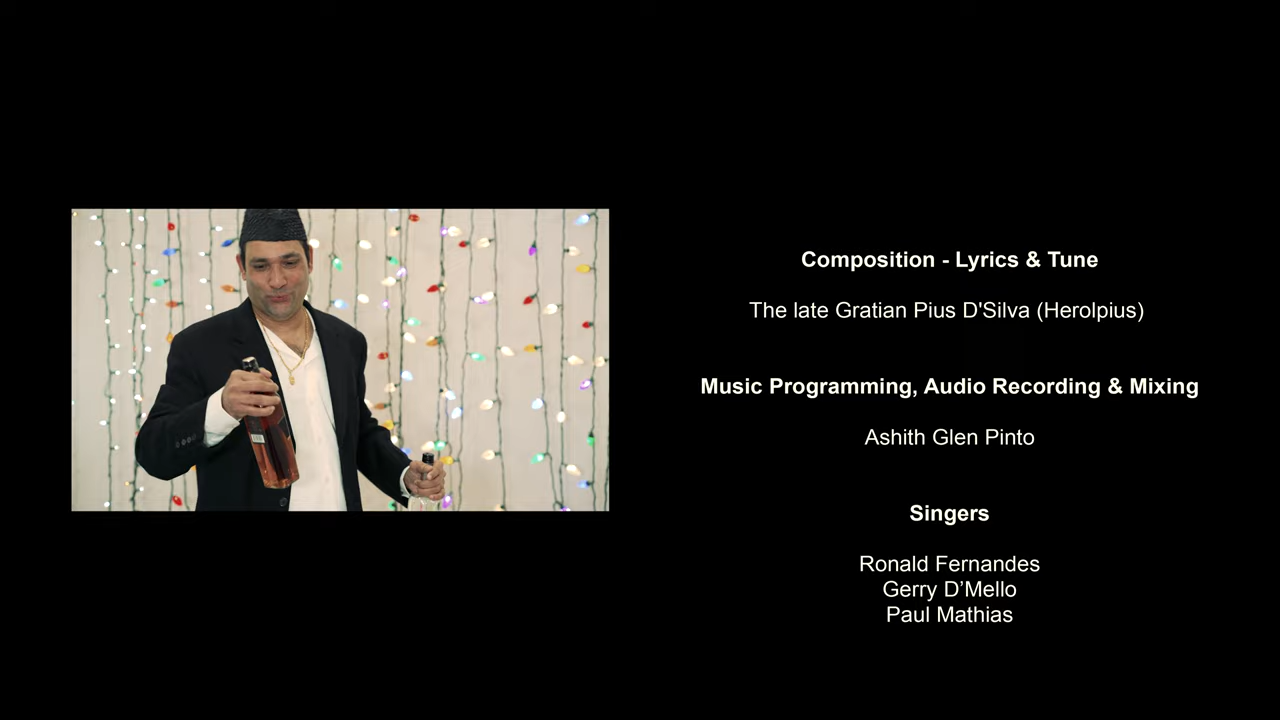 Composition - Lyrics & Tune
The late Gratian Pius D'Silva (Herolpius)
Music Programming, Audio Recording & Mixing
Ashith Glen Pinto
Singers
Ronald Fernandes
Gerry D’Mello
Paul Mathias